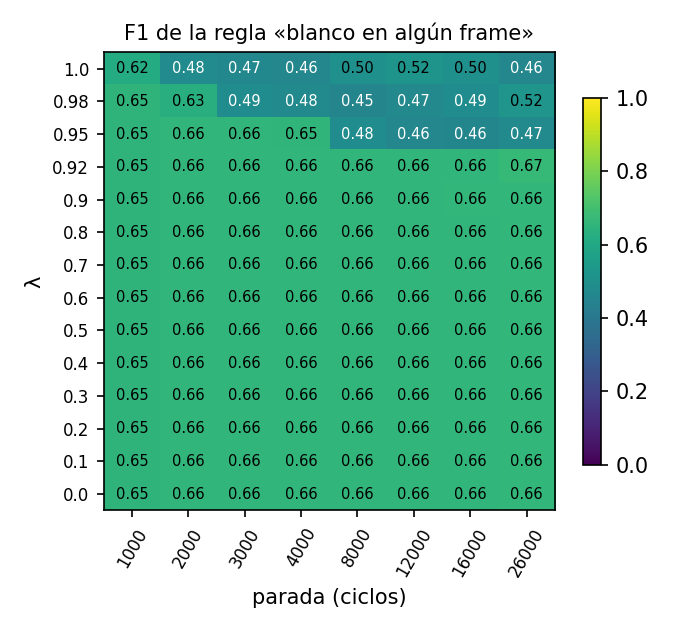 F1 de la regla «blanco en algún frame»
1.0 0.62 0.48 0.47 0.46 0.50 0.52 0.50 0.46
0.98 0.65 0.63 0.49 0.48 0.45 0.47 0.49 0.52
0.95 0.65 0.66 0.66 0.65 0.48 0.46 0.46 0.47
0.92 0.65 0.66 0.66 0.66 0.66 0.66 0.66 0.67
0.9 0.65 0.66 0.66 0.66 0.66 0.66 0.66 0.66
0.8 0.65 0.66 0.66 0.66 0.66 0.66 0.66 0.66
0.7 0.65 0.66 0.66 0.66 0.66 0.66 0.66 0.66
0.6 0.65 0.66 0.66 0.66 0.66 0.66 0.66 0.66
0.5 0.65 0.66 0.66 0.66 0.66 0.66 0.66 0.66
0.4 0.65 0.66 0.66 0.66 0.66 0.66 0.66 0.66
0.3 0.65 0.66 0.66 0.66 0.66 0.66 0.66 0.66
0.2 0.65 0.66 0.66 0.66 0.66 0.66 0.66 0.66
0.1 0.65 0.66 0.66 0.66 0.66 0.66 0.66 0.66
0.0 0.65 0.66 0.66 0.66 0.66 0.66 0.66 0.66
λ
1000 2000 3000 4000 8000 12000 16000 26000
parada (ciclos)
1.0
0.8
0.6
0.4
0.2
0.0